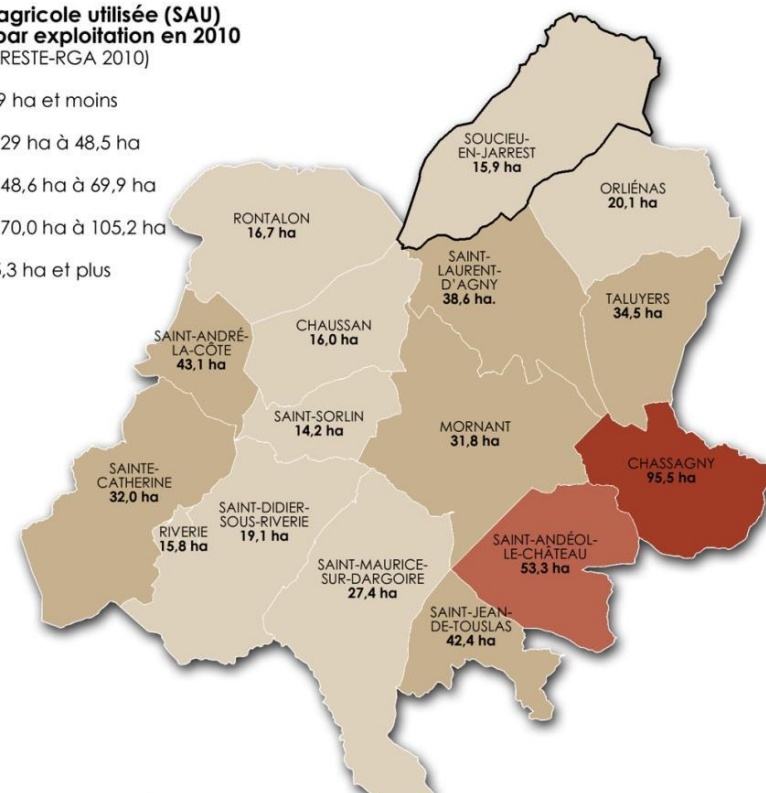 agricole utilisée (SAU)
par exploitation en 2010
RESTE-RGA 2010)
9 ha et moins
29 ha à 48,5 ha
48,6 ha à 69,9 ha
70,0 ha à 105,2 ha
5,3 ha et plus
SOUCIEU-
EN-JARREST
15,9 ha
ORLIÉNAS
20,1 ha
RONTALON
16,7 ha
SAINT-
LAURENT-
D'AGNY
38,6 ha.
TALUYERS
34,5 ha
CHAUSSAN
16,0 ha
SAINT-ANDRÉ-
LA-CÔTE
43,1 ha
SAINT-SORLIN
14,2 ha
MORNANT
31,8 ha
CHASSAGNY
95,5 ha
SAINTE-
CATHERINE
32,0 ha
SAINT-DIDIER-
SOUS-RIVERIE
19,1 ha
RIVERIE
15,8 ha
SAINT-ANDÉOL-
LE-CHÂTEAU
53,3 ha
SAINT-MAURICE-
SUR-DARGOIRE
27,4 ha
SAINT-JEAN-
DE-TOUSLAS
42,4 ha